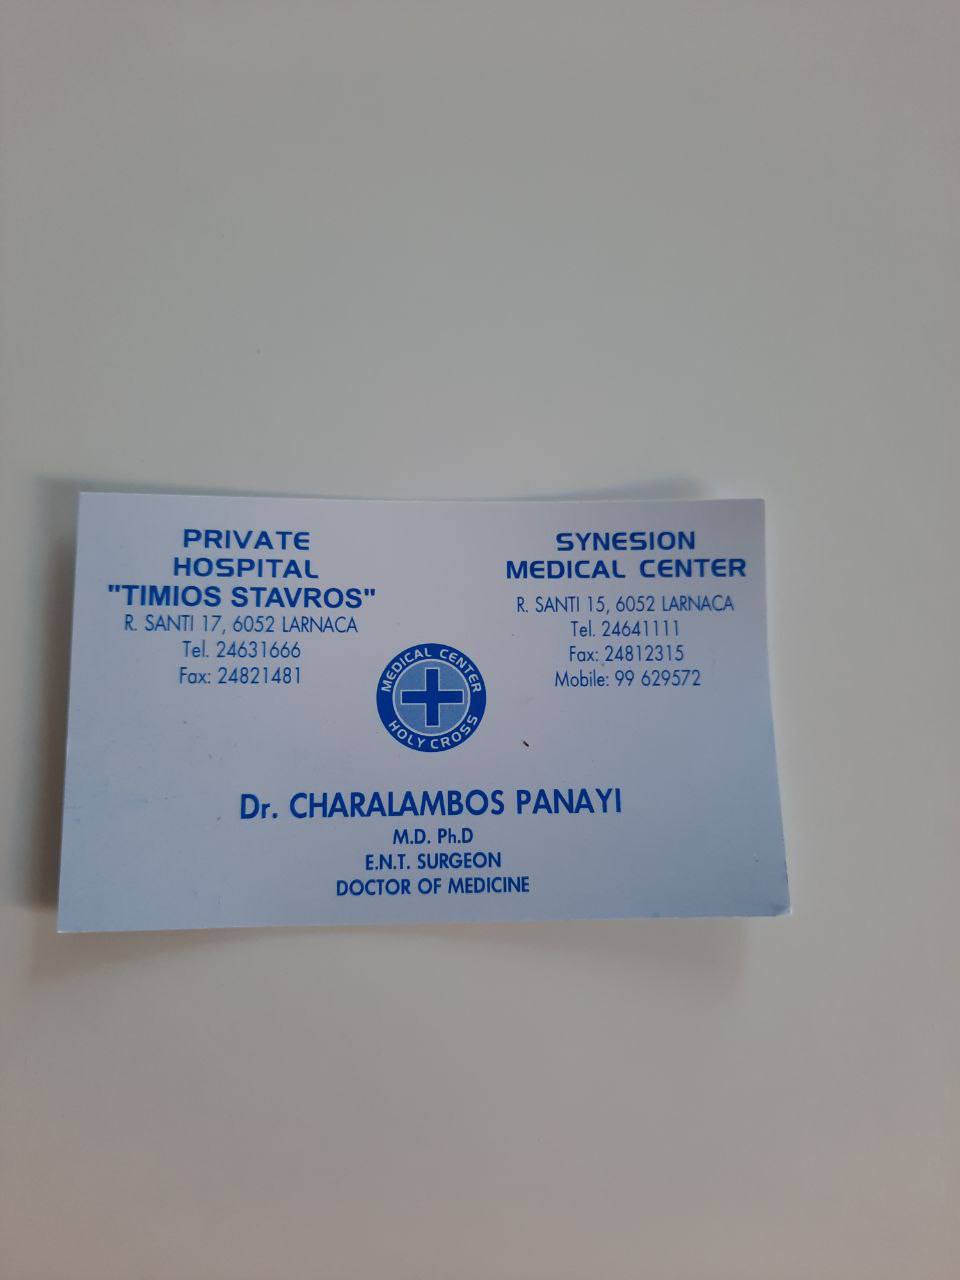 PRIVATE
HOSPITAL
"TIMIOS STAVROS"
R. SANTI 17, 6052 LARNACA
Tel. 24631666
Fax: 24821481
SYNESION
MEDICAL CENTER
R. SANTI 15, 6052 LARNACA
Tel. 24641111
Fax: 24812315
Mobile: 99 629572
MEDICAL CENTER
HOLY CROSS
Dr. CHARALAMBOS PANAYI
M.D. Ph.D
E.N.T. SURGEON
DOCTOR OF MEDICINE